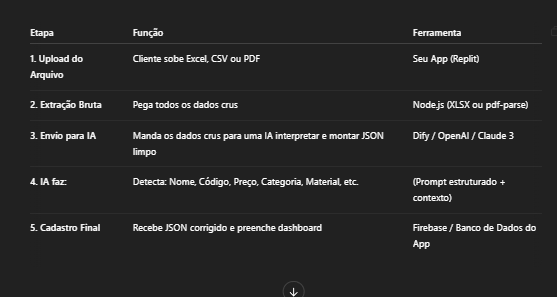 Etapa Função Ferramenta
1. Upload do Cliente sobe Excel, CSV ou PDF Seu App (Replit)
Arquivo
2. Extração Bruta Pega todos os dados crus Node.js (XLSX ou pdf-parse)
3. Envio para IA Manda os dados crus para uma IA interpretar e montar JSON Dify / OpenAI / Claude 3
limpo
4. IA faz: Detecta: Nome, Código, Preço, Categoria, Material, etc. (Prompt estruturado +
contexto)
5. Cadastro Final Recebe JSON corrigido e preenche dashboard Firebase / Banco de Dados do
App